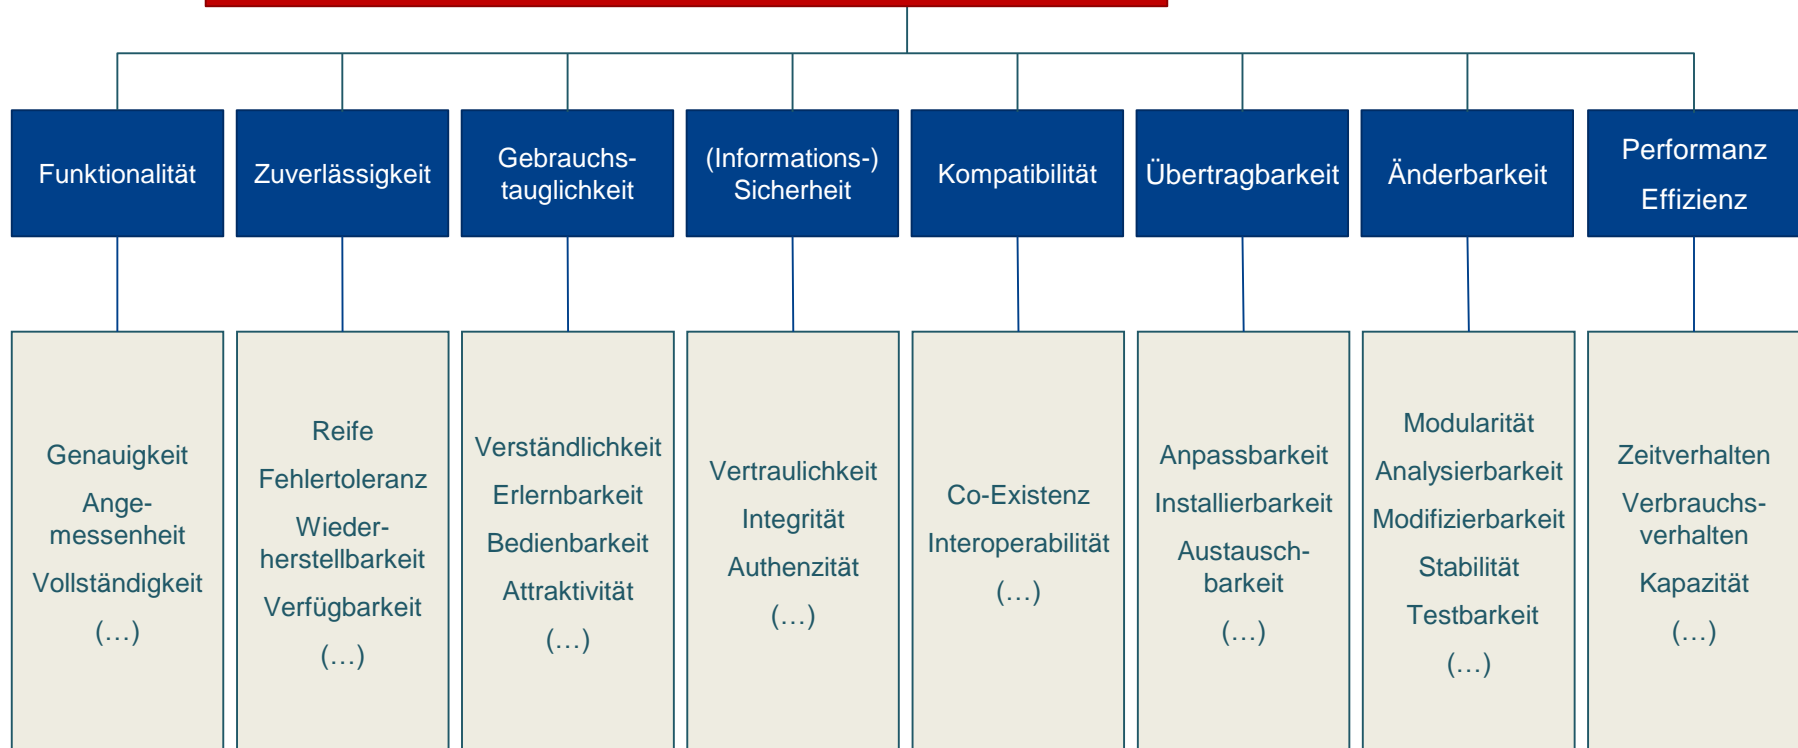 Funktionalität
Zuverlässigkeit
Gebrauchs-
tauglichkeit
(Informations-)
Sicherheit
Kompatibilität
Übertragbarkeit
Änderbarkeit
Performanz
Effizienz
Genauigkeit
Ange-
messenheit
Vollständigkeit
(…)
Reife
Fehlertoleranz
Wieder-
herstellbarkeit
Verfügbarkeit
(…)
Verständlichkeit
Erlernbarkeit
Bedienbarkeit
Attraktivität
(…)
Vertraulichkeit
Integrität
Authenzität
(…)
Co-Existenz
Interoperabilität
(…)
Anpassbarkeit
Installierbarkeit
Austausch-
barkeit
(…)
Modularität
Analysierbarkeit
Modifizierbarkeit
Stabilität
Testbarkeit
(…)
Zeitverhalten
Verbrauchs-
verhalten
Kapazität
(…)